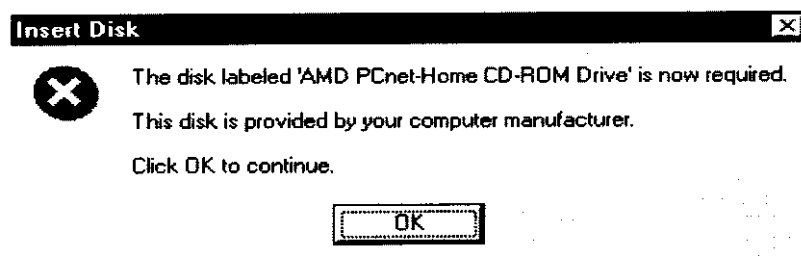 Insert Disk
The disk labeled 'AMD PCnet-Home CD-ROM Drive' is now required.
This disk is provided by your computer manufacturer.
Click OK to continue.
OK